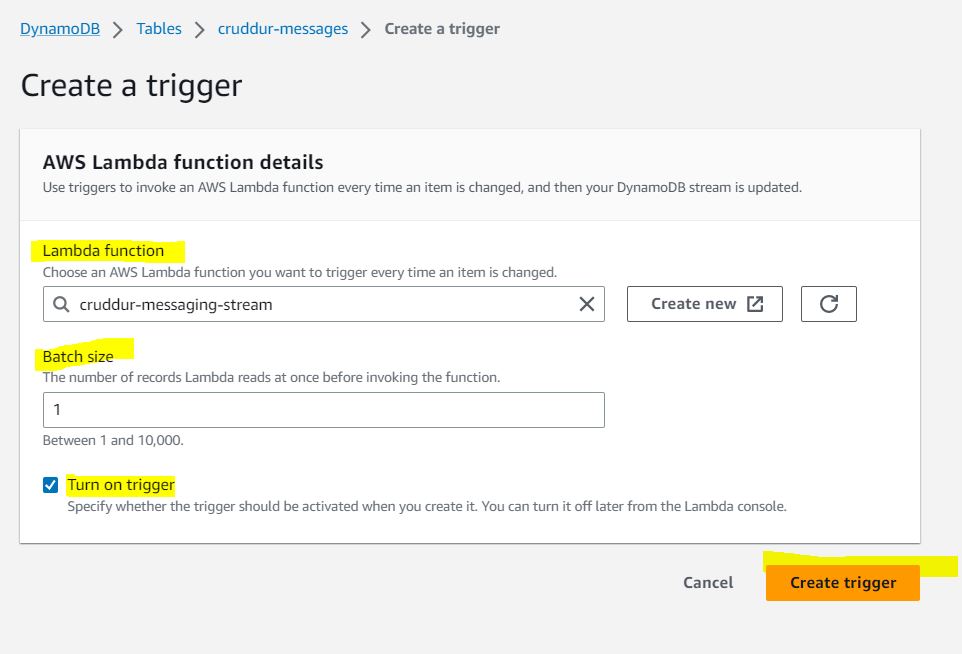 DynamoDB > Tables > cruddur-messages > Create a trigger
Create a trigger
AWS Lambda function details
Use triggers to invoke an AWS Lambda function every time an item is changed, and then your DynamoDB stream is updated.
Lambda function
Choose an AWS Lambda function you want to trigger every time an item is changed.
cruddur-messaging-stream
Create new
Batch size
The number of records Lambda reads at once before invoking the function.
1
Between 1 and 10,000.
Turn on trigger
Specify whether the trigger should be activated when you create it. You can turn it off later from the Lambda console.
Cancel
Create trigger